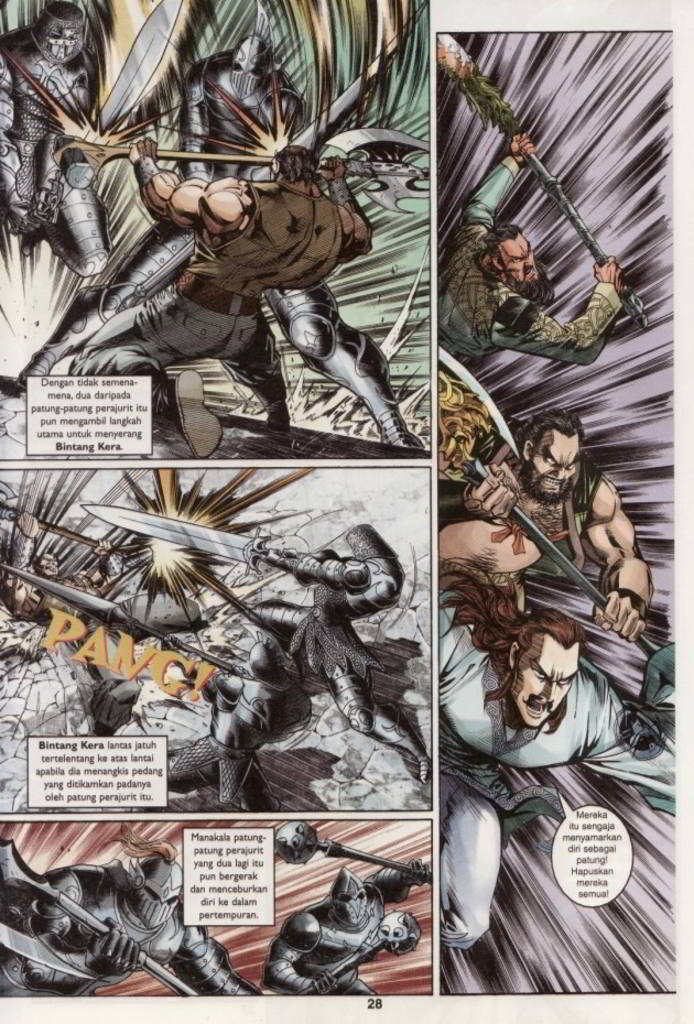 Dengan tidak semena-
mena, dua daripada
patung-patung perajurit itu
pun mengambil langkah
utama untuk menyerang
Bintang Kera.
PANG!
Bintang Kera lantas jatuh
tertelentang ke atas lantai
apabila dia menangkis pedang
yang ditikamkan padanya
oleh patung perajurit itu.
Manakala patung-
patung perajurit
yang dua lagi itu
pun bergerak
dan menceburkan
diri ke dalam
pertempuran.
Mereka
itu sengaja
menyamarkan
diri sebagai
patung!
Hapuskan
mereka
semua!
28